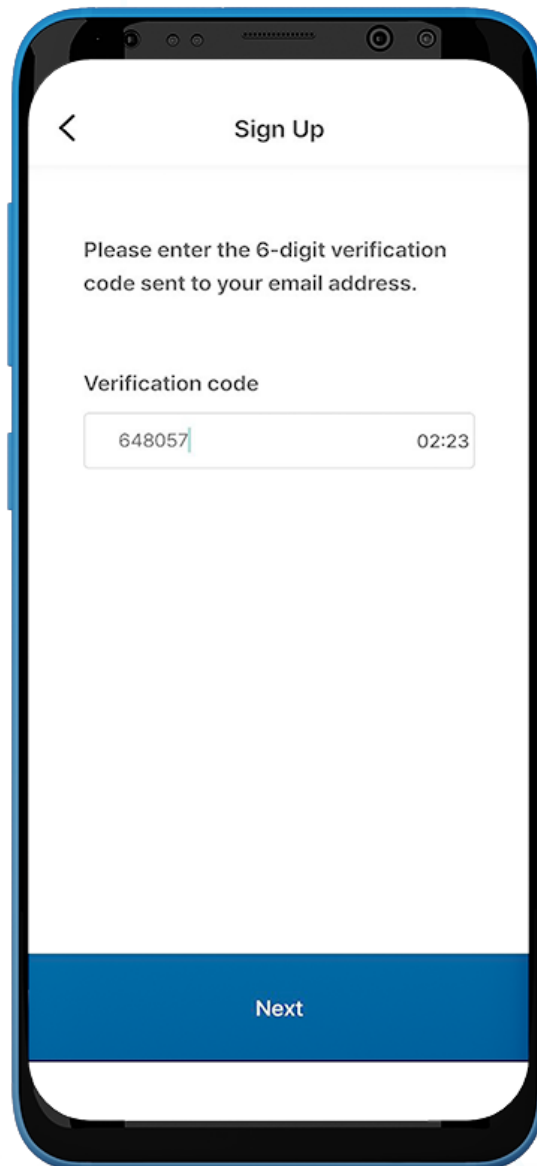 Sign Up
Please enter the 6-digit verification
code sent to your email address.
Verification code
648057 02:23
Next